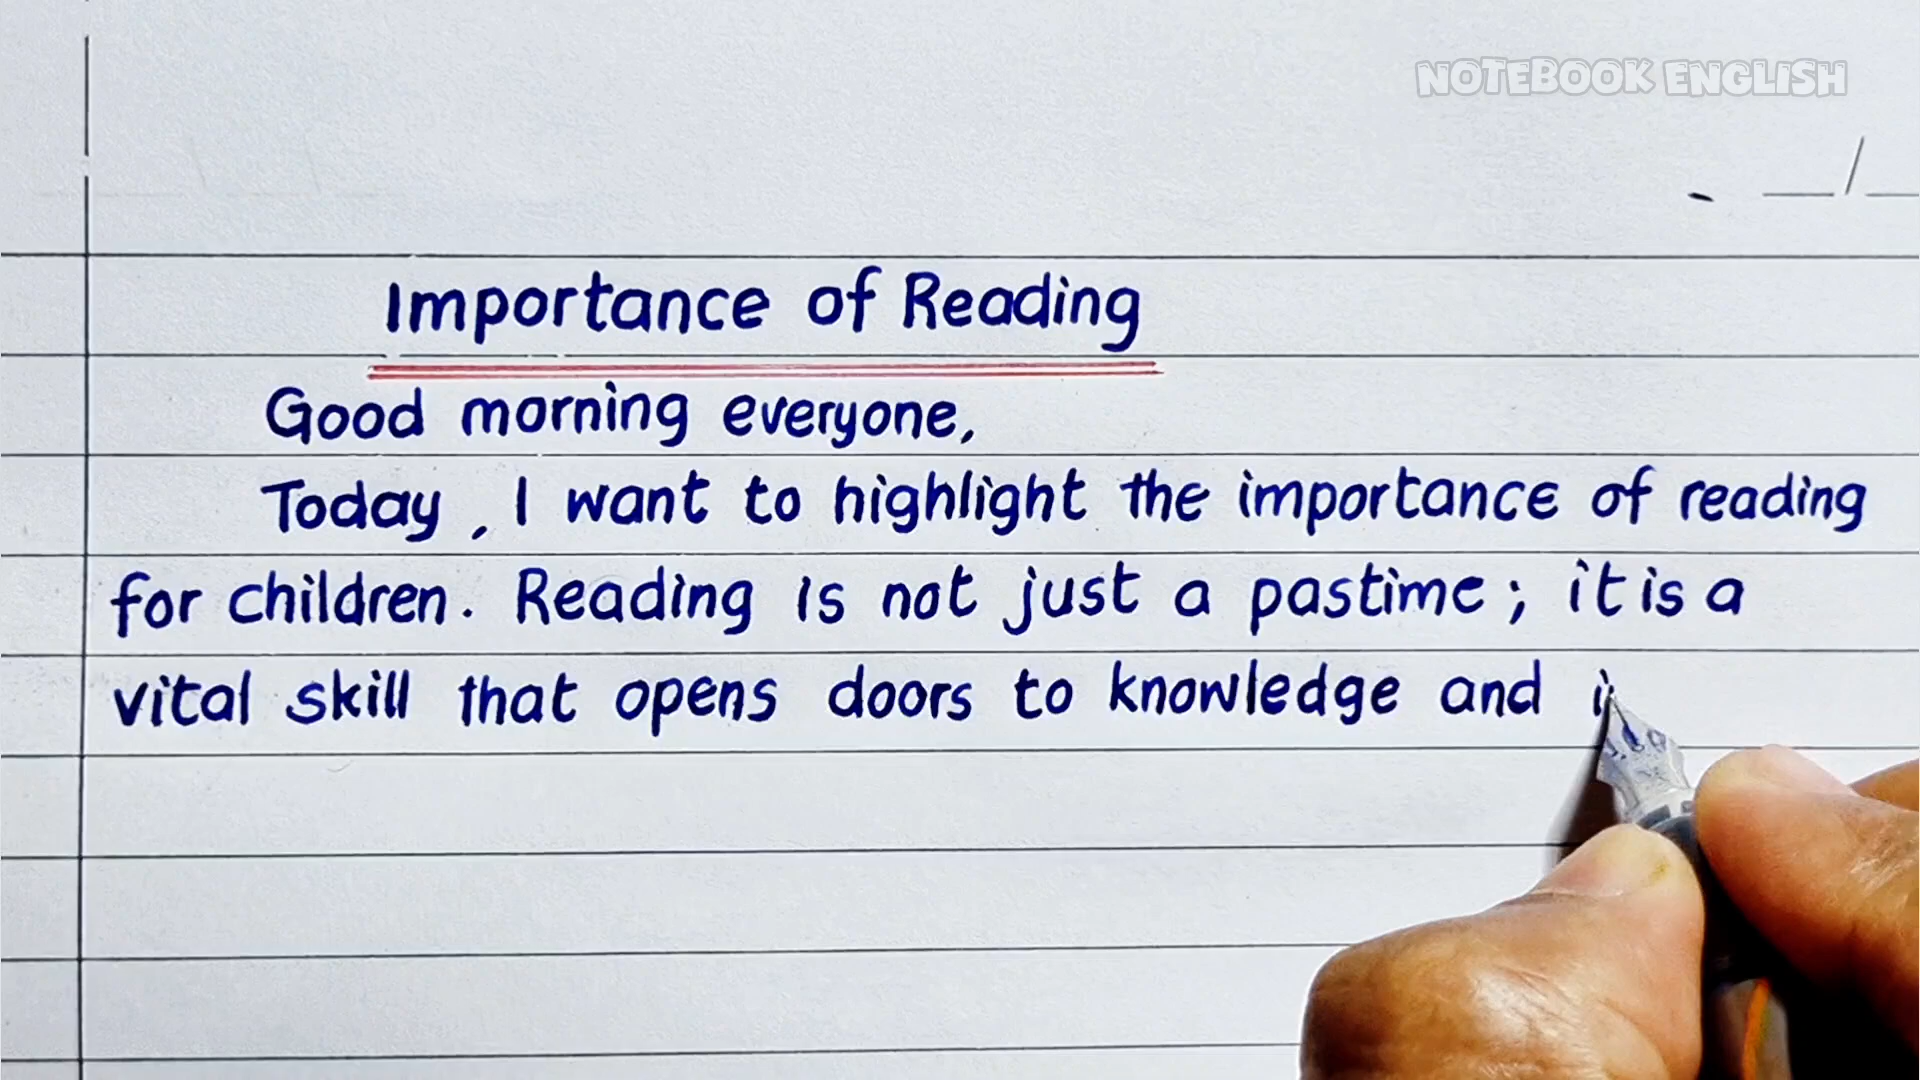 NOTEBOOK ENGLISH
Importance of Reading
Good morning everyone,
Today, I want to highlight the importance of reading
for children. Reading is not just a pastime; it is a
vital skill that opens doors to knowledge and i